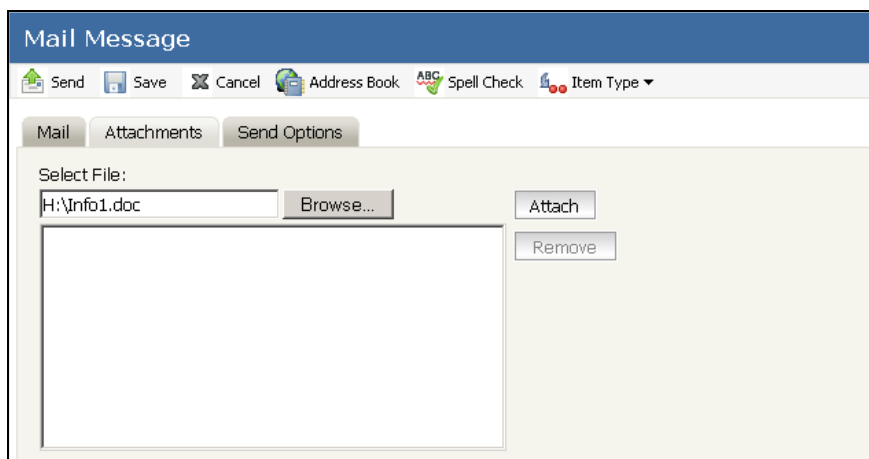 Mail Message
Send Save Cancel Address Book ABC Spell Check Item Type
Mail Attachments Send Options
Select File:
H:\Info1.doc Browse... Attach
Remove